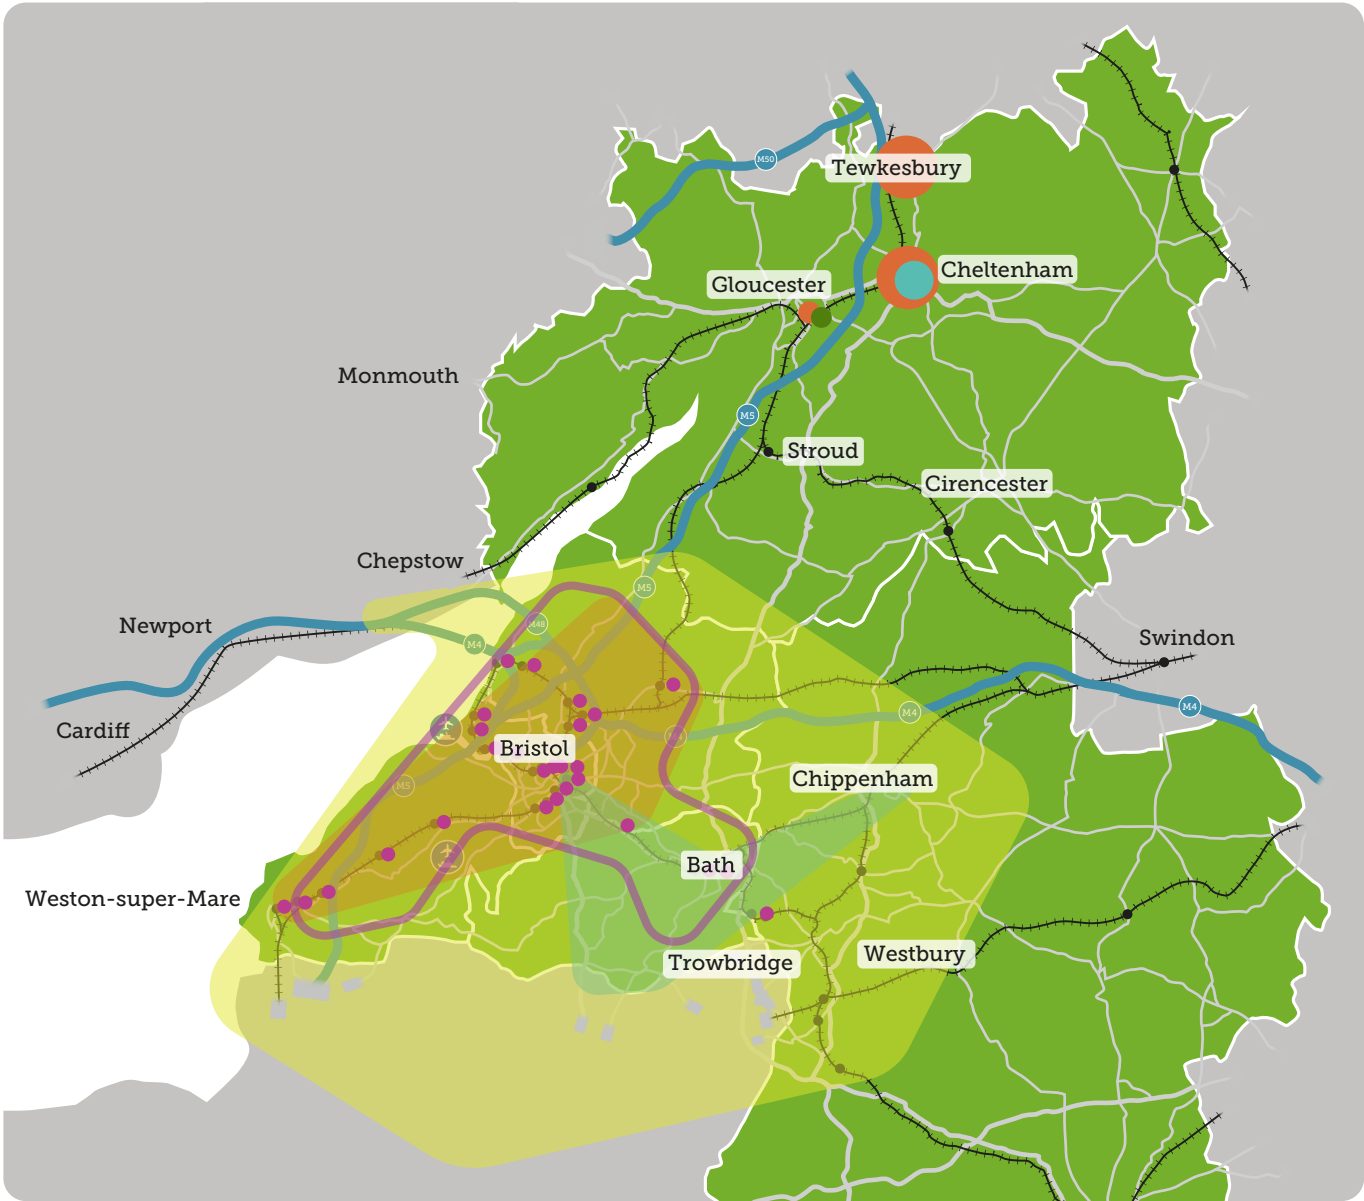 M50
Tewkesbury
Cheltenham
Gloucester
Monmouth
M5
Stroud
Cirencester
Chepstow
M5
Newport
M48
M4
Swindon
M4
M4
Cardiff
M4
Bristol
Chippenham
M5
Bath
Weston-super-Mare
Westbury
Trowbridge